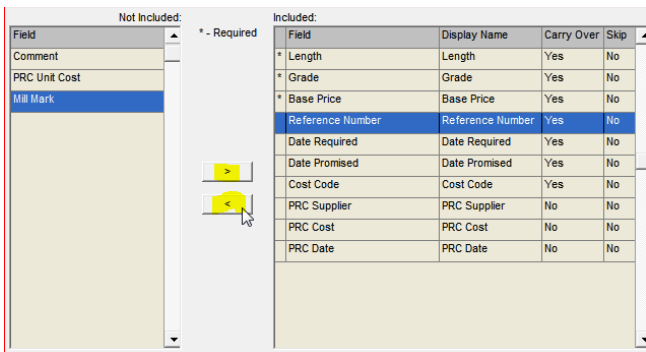 Not Included:
Field
Comment
PRC Unit Cost
Mill Mark
* - Required
>
<
Included:
Field Display Name Carry Over Skip
* Length Length Yes No
* Grade Grade Yes No
* Base Price Base Price Yes No
Reference Number Reference Number Yes No
Date Required Date Required Yes No
Date Promised Date Promised Yes No
Cost Code Cost Code Yes No
PRC Supplier PRC Supplier No No
PRC Cost PRC Cost No No
PRC Date PRC Date No No